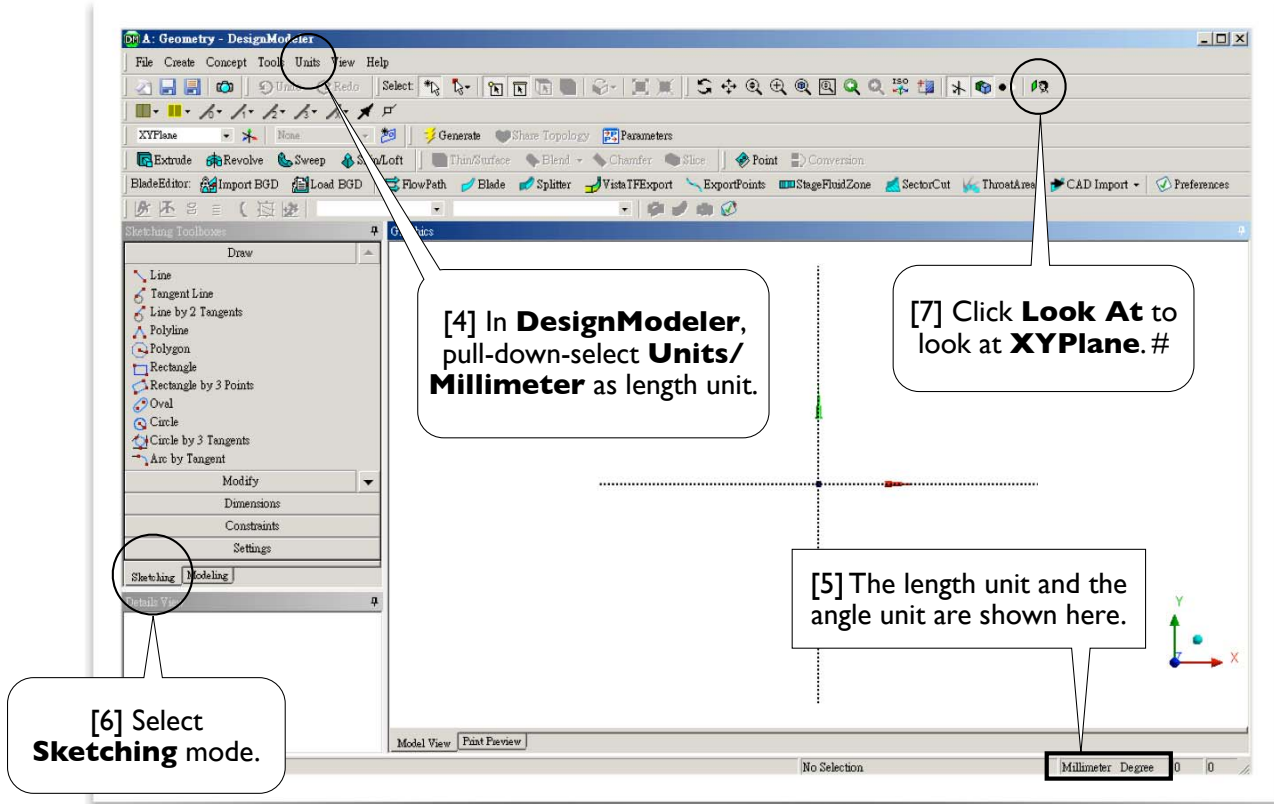 A: Geometry - DesignModeler
File Create Concept Tools Units View Help
Redo Select:
XYPlane None Generate Share Topology Parameters
Extrude Revolve Sweep Skin/Loft Thin/Surface Blend Chamfer Slice Point Conversion
BladeEditor: Import BGD Load BGD FlowPath Blade Splitter VistaTFExport ExportPoints StageFluidZone SectorCut ThroatArea CAD Import Preferences
Sketching Toolboxes
Graphics
Draw
Line
Tangent Line
Line by 2 Tangents
Polyline
Polygon
Rectangle
Rectangle by 3 Points
Oval
Circle
Circle by 3 Tangents
Arc by Tangent
Modify
Dimensions
Constraints
Settings
Sketching Modeling
Details View
[4] In DesignModeler,
pull-down-select Units/
Millimeter as length unit.
[7] Click Look At to
look at XYPlane. #
[5] The length unit and the
angle unit are shown here.
Y
Z
X
[6] Select
Sketching mode.
Model View Print Preview
No Selection Millimeter Degree 0 0